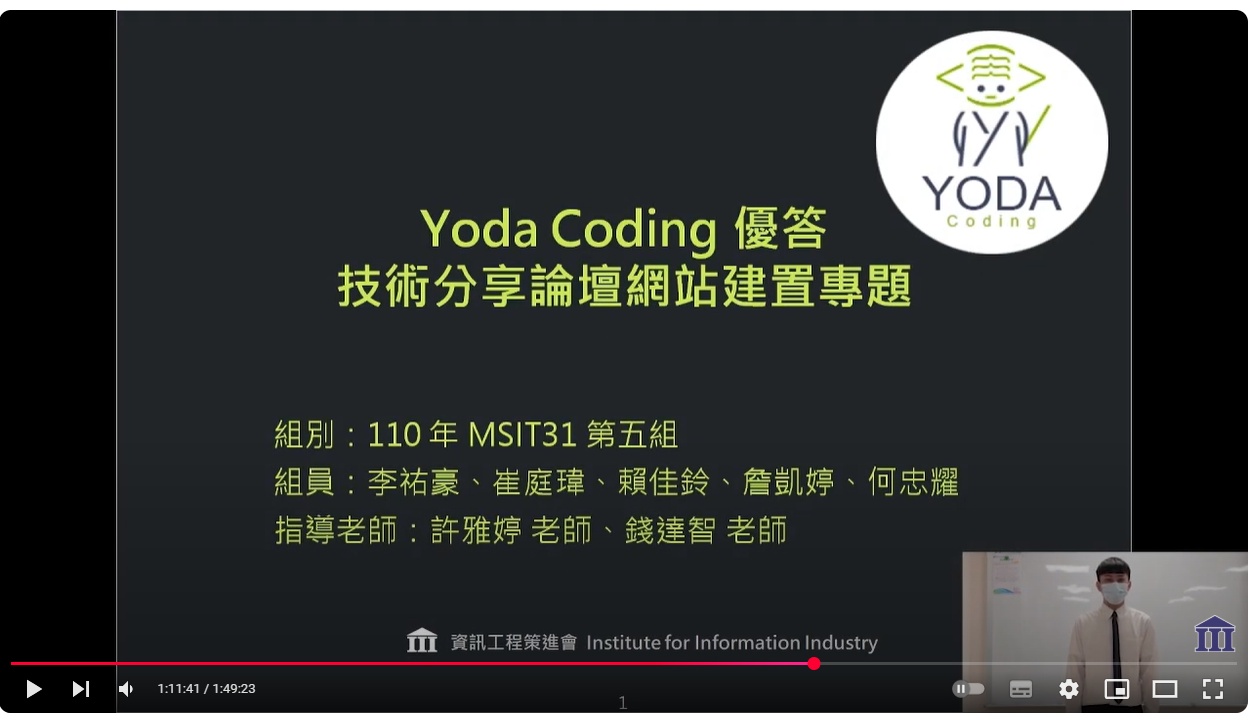 YODA
Coding
Yoda Coding 優答
技術分享論壇網站建置專題
組別：110 年 MSIT31 第五組
組員：李祐豪、崔庭瑋、賴佳鈴、詹凱婷、何忠耀
指導老師：許雅婷 老師、錢達智 老師
資訊工程策進會 Institute for Information Industry
1:11:41 / 1:49:23
1